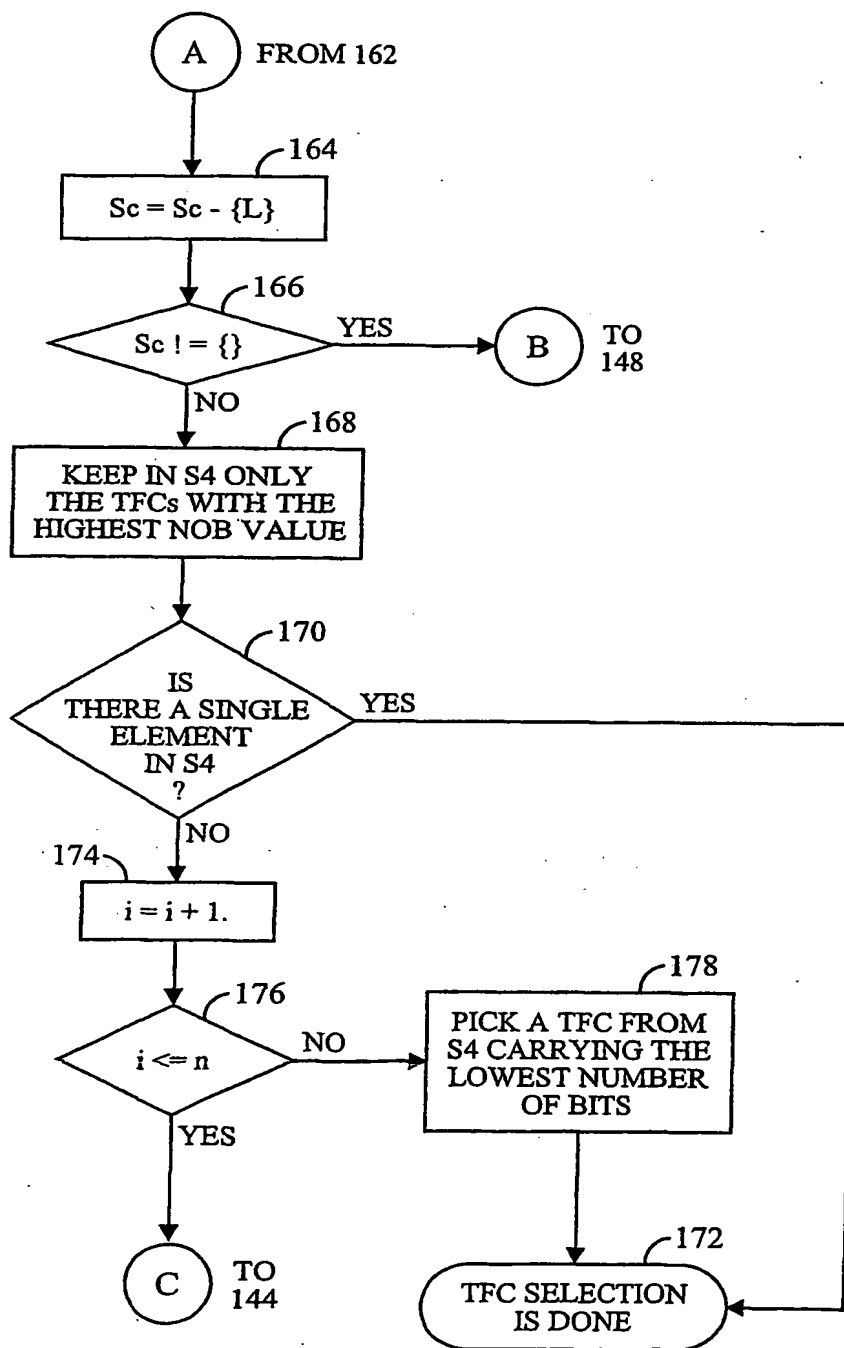 A FROM 162
164
Sc = Sc - {L}
166
Sc ! = {}
YES
B
TO
148
NO
168
KEEP IN S4 ONLY
THE TFCs WITH THE
HIGHEST NOB VALUE
170
IS
THERE A SINGLE
ELEMENT
IN S4
?
YES
NO
174
i = i + 1.
176
i <= n
NO
178
PICK A TFC FROM
S4 CARRYING THE
LOWEST NUMBER
OF BITS
YES
C
TO
144
172
TFC SELECTION
IS DONE